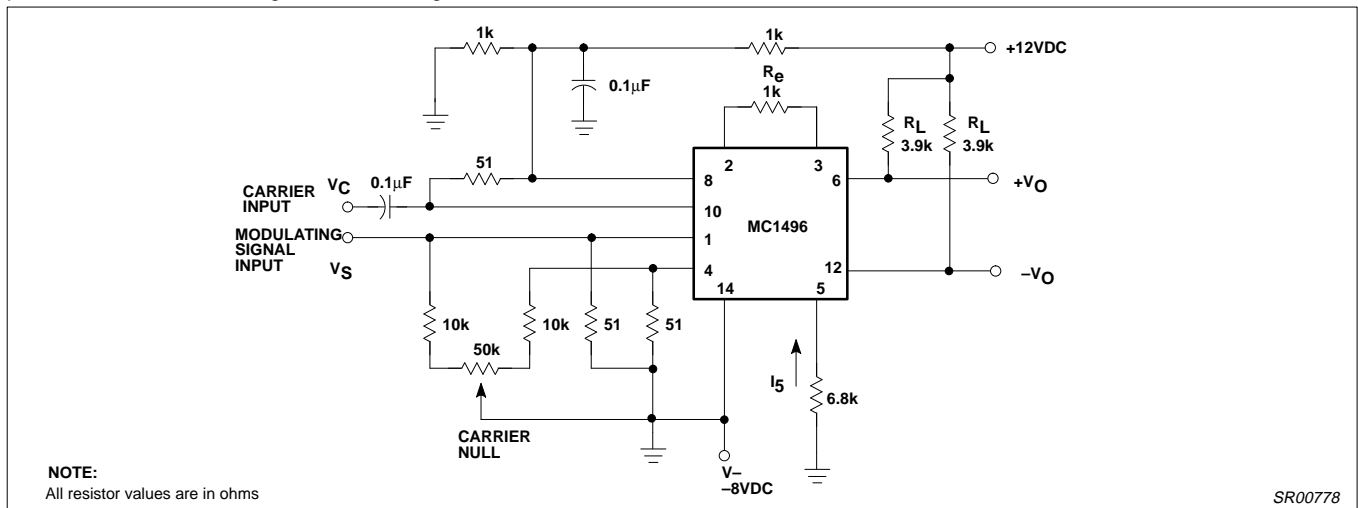 1k
1k
+12VDC
0.1µF
Re
1k
RL
3.9k
RL
3.9k
51
2
3
8
6
+VO
CARRIER
INPUT
VC
0.1µF
10
MC1496
MODULATING
SIGNAL
INPUT
VS
1
4
12
–VO
14
5
10k
10k
51
51
50k
I5
6.8k
CARRIER
NULL
V–
–8VDC
NOTE:
All resistor values are in ohms
SR00778